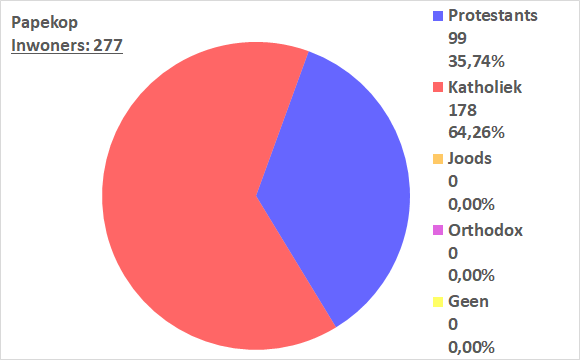 Papekop
Inwoners: 277
Protestants
99
35,74%
Katholiek
178
64,26%
Joods
0
0,00%
Orthodox
0
0,00%
Geen
0
0,00%